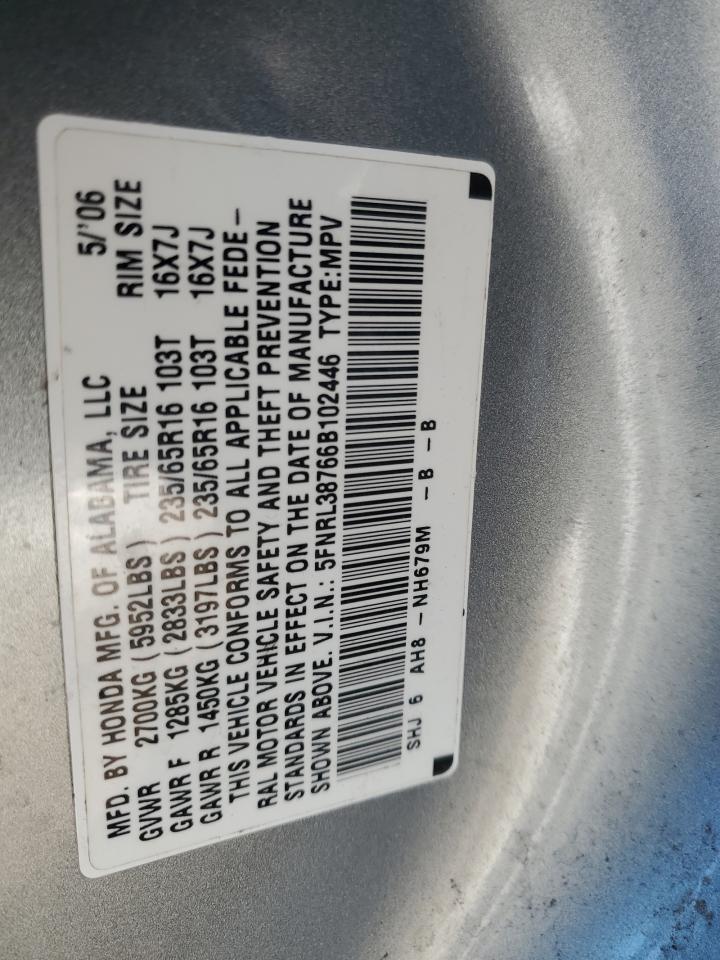 MFD. BY HONDA MFG. OF ALABAMA, LLC 5/'06
GVWR 2700KG ( 5952LBS ) TIRE SIZE RIM SIZE
GAWR F 1285KG ( 2833LBS ) 235/65R16 103T 16X7J
GAWR R 1450KG ( 3197LBS ) 235/65R16 103T 16X7J
THIS VEHICLE CONFORMS TO ALL APPLICABLE FEDE-
RAL MOTOR VEHICLE SAFETY AND THEFT PREVENTION
STANDARDS IN EFFECT ON THE DATE OF MANUFACTURE
SHOWN ABOVE. V.I.N.: 5FNRL38766B102446 TYPE:MPV
SHJ 6 AH8 - NH679M - B - B